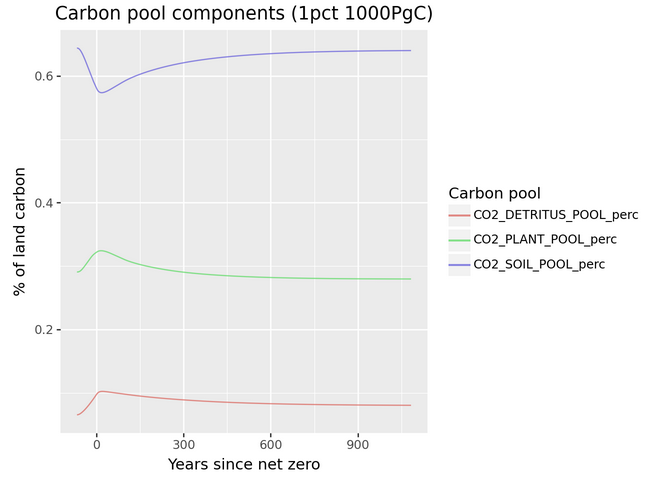 Carbon pool components (1pct 1000PgC)
0.6
0.4
0.2
% of land carbon
0
300
600
900
Years since net zero
Carbon pool
CO2_DETRITUS_POOL_perc
CO2_PLANT_POOL_perc
CO2_SOIL_POOL_perc